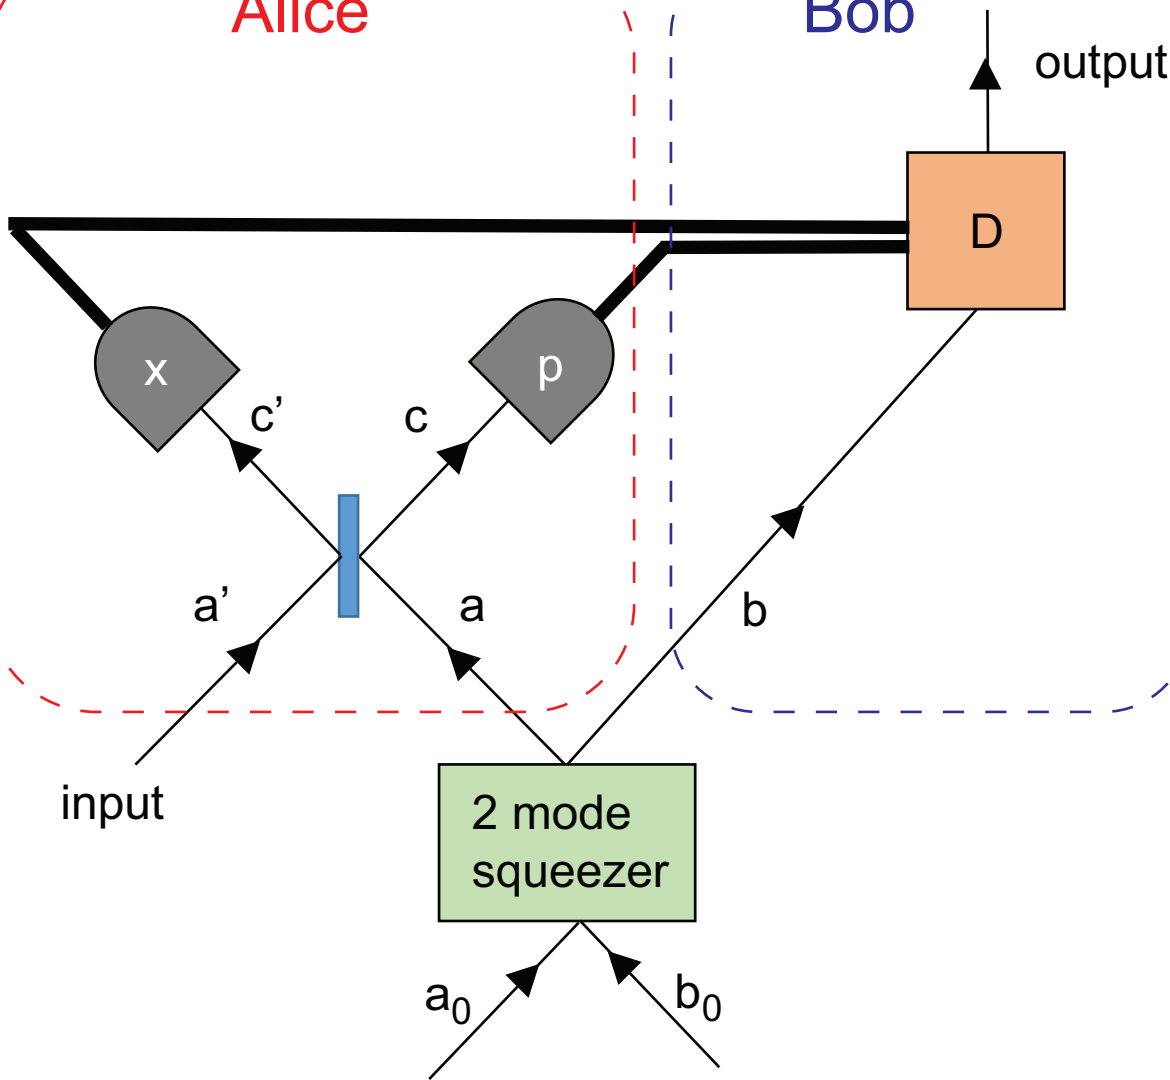 Alice
Bob
output
D
x
p
c’
c
a’
a
b
input
2 mode
squeezer
a₀
b₀